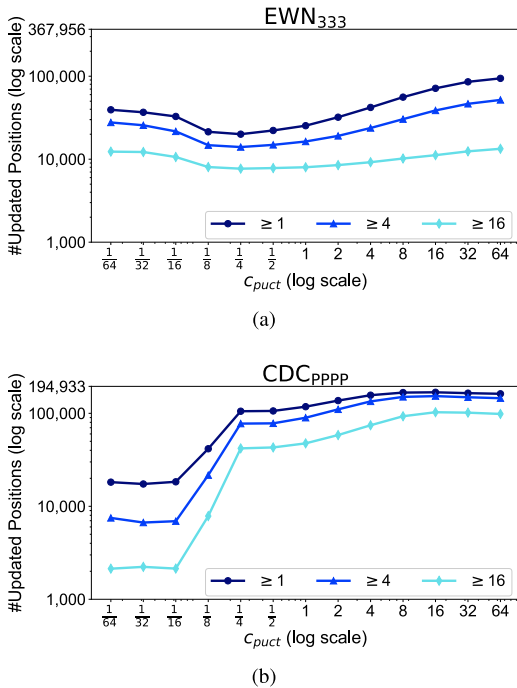 EWN₃₃₃
#Updated Positions (log scale)
367,956
100,000
10,000
1,000
≥ 1 ≥ 4 ≥ 16
1/64 1/32 1/16 1/8 1/4 1/2 1 2 4 8 16 32 64
c_puct (log scale)
(a)
CDC_PPPP
#Updated Positions (log scale)
194,933
100,000
10,000
1,000
≥ 1 ≥ 4 ≥ 16
1/64 1/32 1/16 1/8 1/4 1/2 1 2 4 8 16 32 64
c_puct (log scale)
(b)